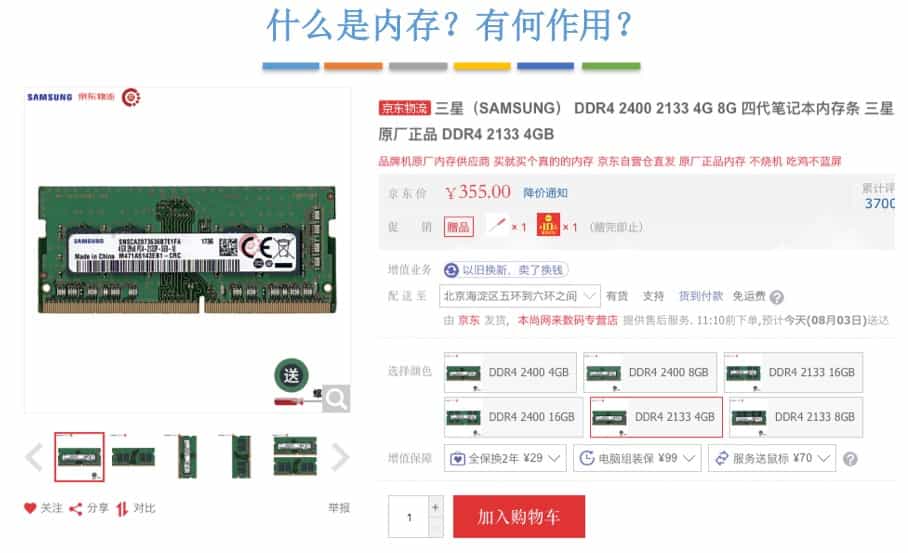 什么是内存？有何作用？
SAMSUNG 京东物流
京东物流 三星（SAMSUNG） DDR4 2400 2133 4G 8G 四代笔记本内存条 三星
原厂正品 DDR4 2133 4GB
品牌机原厂内存供应商 买就买个真的的内存 京东自营仓直发 原厂正品内存 不烧机 吃鸡不蓝屏
京东价 ￥355.00 降价通知
累计评
3700
促销 赠品 × 1 × 1 （赠完即止）
增值业务 以旧换新，卖了换钱
配送至 北京海淀区五环到六环之间 有货 支持 货到付款 免运费
由 京东 发货, 本尚网来数码专营店 提供售后服务. 11:10前下单,预计今天(08月03日)送达
选择颜色 DDR4 2400 4GB DDR4 2400 8GB DDR4 2133 16GB
DDR4 2400 16GB DDR4 2133 4GB DDR4 2133 8GB
增值保障 全保换2年 ¥29 电脑组装保 ¥99 服务送鼠标 ¥70
1 + 加入购物车
SAMSUNG
Made in China
CE
送
关注 分享 对比 举报